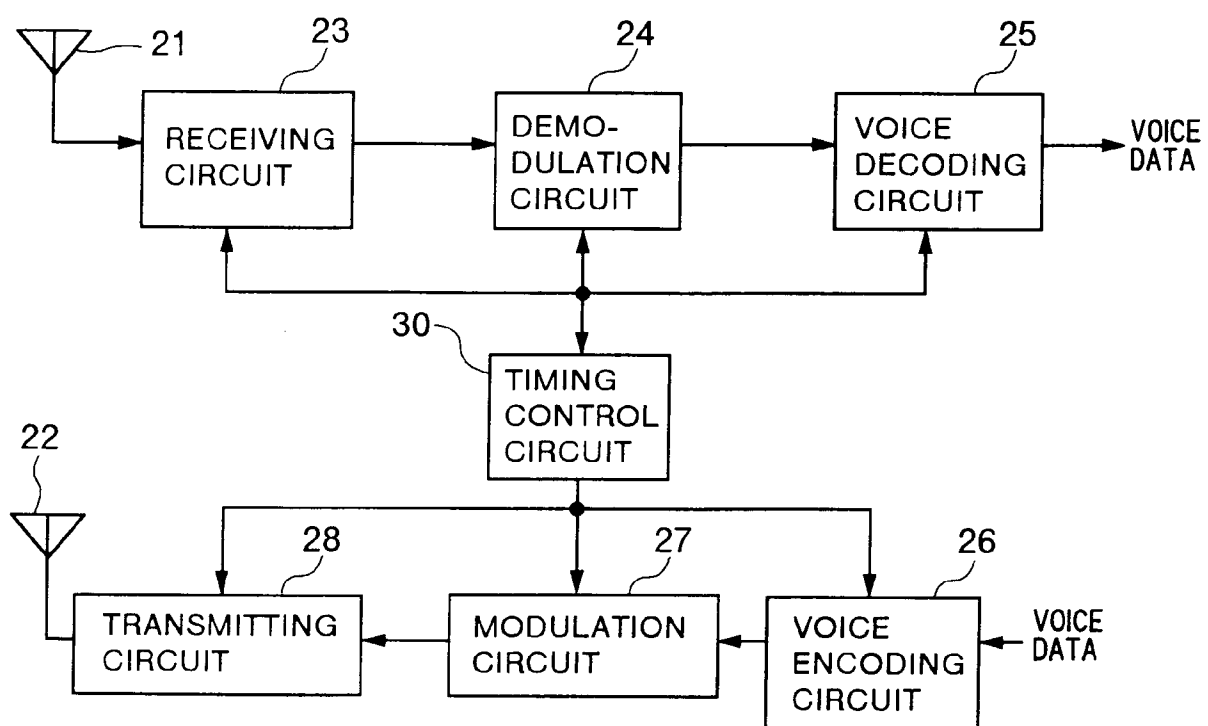 21
23
24
25
RECEIVING
CIRCUIT
DEMO-
DULATION
CIRCUIT
VOICE
DECODING
CIRCUIT
VOICE
DATA
30
TIMING
CONTROL
CIRCUIT
22
28
27
26
TRANSMITTING
CIRCUIT
MODULATION
CIRCUIT
VOICE
ENCODING
CIRCUIT
VOICE
DATA